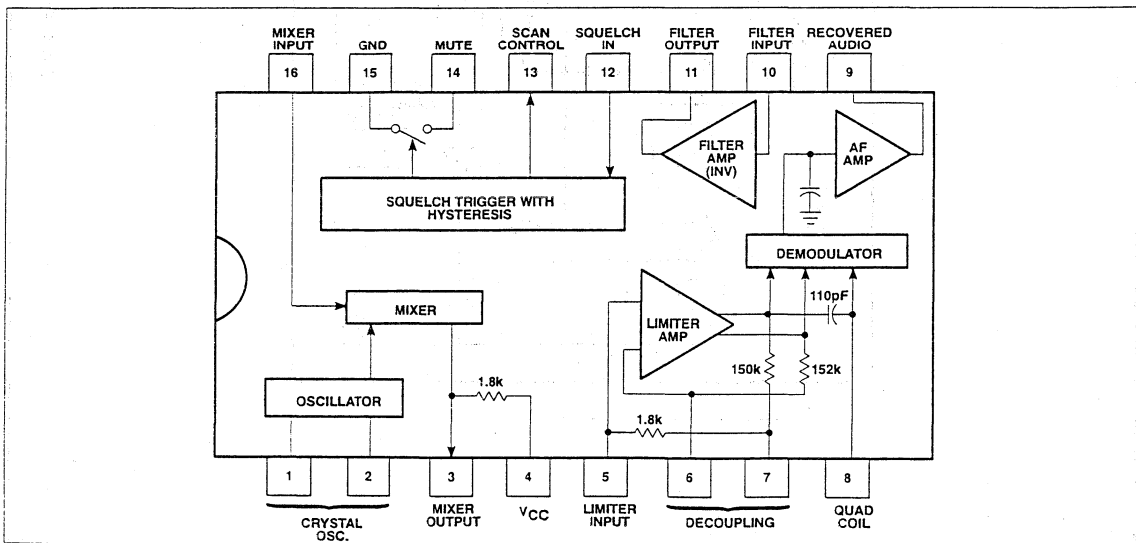 MIXER
INPUT
GND
MUTE
SCAN
CONTROL
SQUELCH
IN
FILTER
OUTPUT
FILTER
INPUT
RECOVERED
AUDIO
16
15
14
13
12
11
10
9
FILTER
AMP
(INV)
AF
AMP
SQUELCH TRIGGER WITH
HYSTERESIS
DEMODULATOR
110pF
MIXER
LIMITER
AMP
150k
152k
1.8k
OSCILLATOR
1.8k
1
2
3
4
5
6
7
8
CRYSTAL
OSC.
MIXER
OUTPUT
VCC
LIMITER
INPUT
DECOUPLING
QUAD
COIL